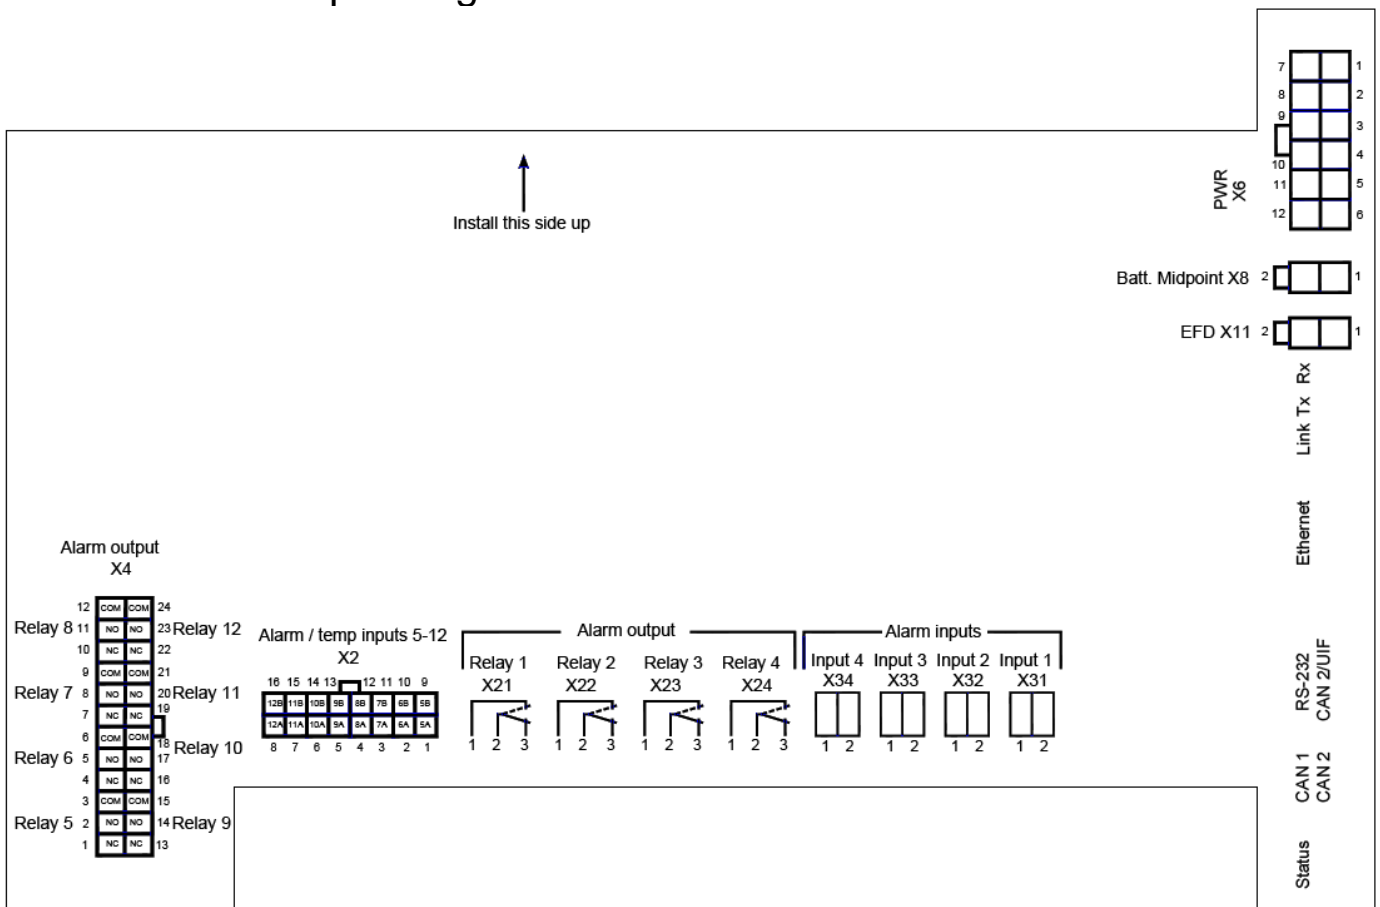 7 1
8 2
9 3
10 4
11 5
12 6
PWR
X6
Install this side up
Batt. Midpoint X8 2 1
EFD X11 2 1
Link Tx Rx
Ethernet
RS-232
CAN 2/UIF
CAN 1
CAN 2
Status
Alarm output
X4
12 COM COM 24
Relay 8 11 NO NO 23 Relay 12
10 NC NC 22
9 COM COM 21
Relay 7 8 NO NO 20 Relay 11
7 NC NC 19
6 COM COM 18 Relay 10
Relay 6 5 NO NO 17
4 NC NC 16
3 COM COM 15
Relay 5 2 NO NO 14 Relay 9
1 NC NC 13
Alarm / temp inputs 5-12
X2
16 15 14 13 12 11 10 9
12B 11B 10B 9B 8B 7B 6B 5B
12A 11A 10A 9A 8A 7A 6A 5A
8 7 6 5 4 3 2 1
Alarm output
Relay 1 Relay 2 Relay 3 Relay 4
X21 X22 X23 X24
1 2 3 1 2 3 1 2 3 1 2 3
Alarm inputs
Input 4 Input 3 Input 2 Input 1
X34 X33 X32 X31
1 2 1 2 1 2 1 2